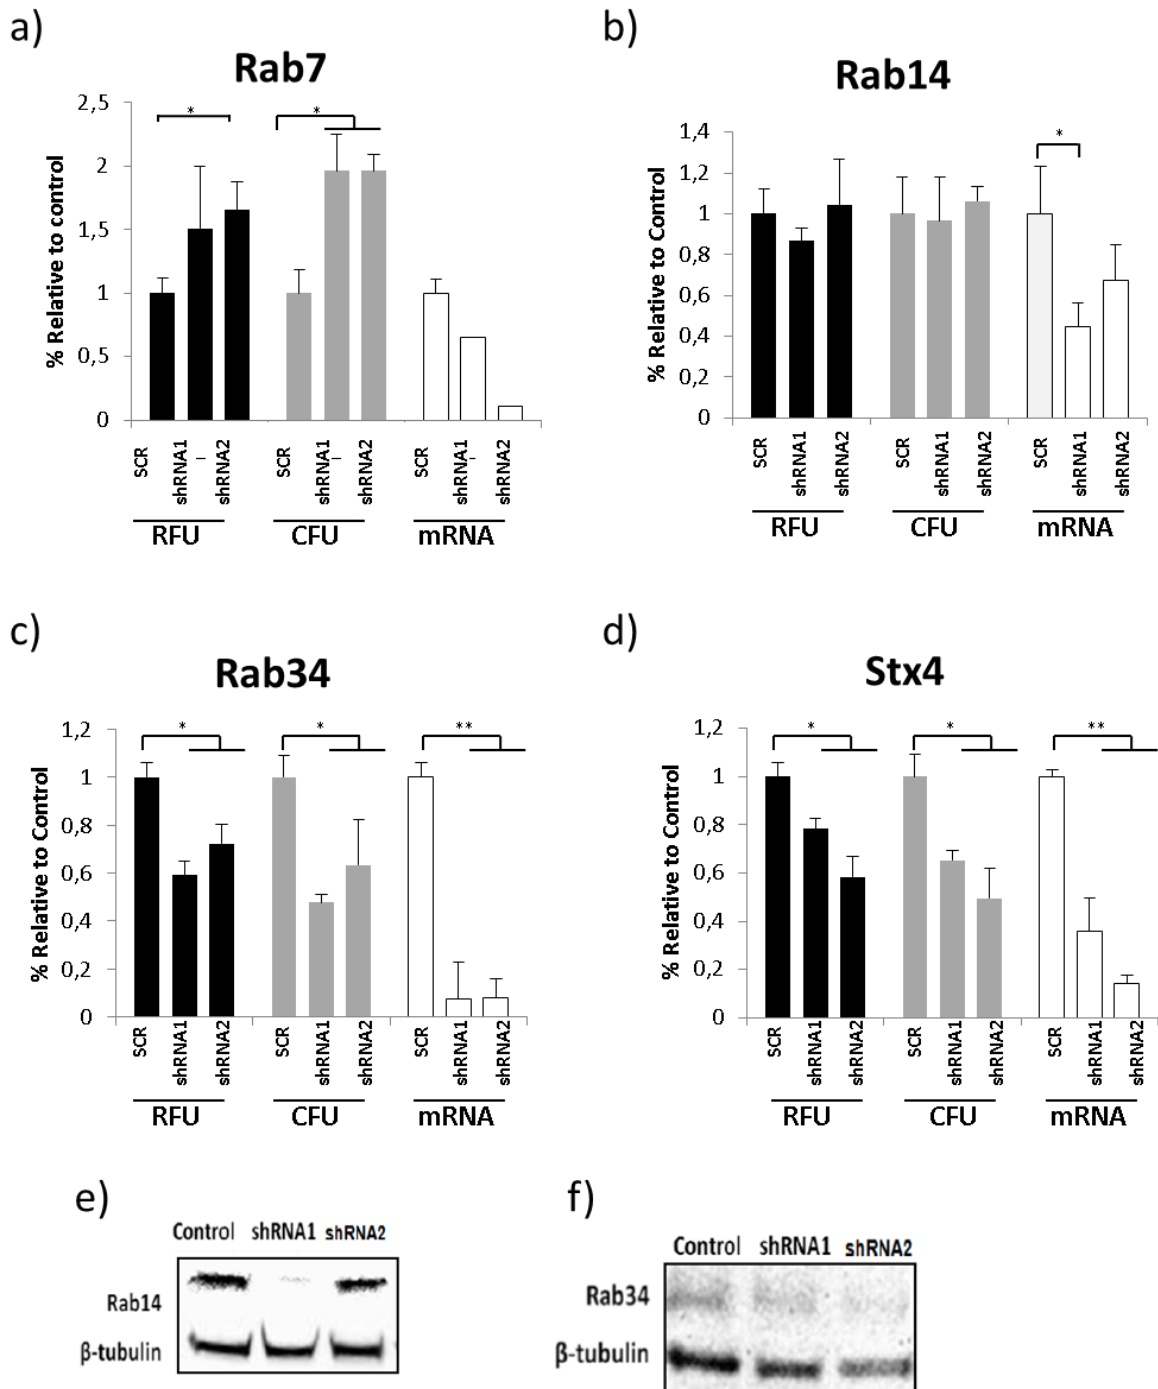 a)
Rab7
% Relative to control
2,5
2
1,5
1
0,5
0
*
*
SCR
shRNA1_
shRNA2
SCR
shRNA1_
shRNA2
SCR
shRNA1_
shRNA2
RFU
CFU
mRNA
b)
Rab14
% Relative to Control
1,4
1,2
1
0,8
0,6
0,4
0,2
0
*
SCR
shRNA1
shRNA2
SCR
shRNA1
shRNA2
SCR
shRNA1
shRNA2
RFU
CFU
mRNA
c)
Rab34
% Relative to Control
1,2
1
0,8
0,6
0,4
0,2
0
*
*
**
SCR
shRNA1
shRNA2
SCR
shRNA1
shRNA2
SCR
shRNA1
shRNA2
RFU
CFU
mRNA
d)
Stx4
% Relative to Control
1,2
1
0,8
0,6
0,4
0,2
0
*
*
**
SCR
shRNA1
shRNA2
SCR
shRNA1
shRNA2
SCR
shRNA1
shRNA2
RFU
CFU
mRNA
e)
Control shRNA1 shRNA2
Rab14
β-tubulin
f)
Control shRNA1 shRNA2
Rab34
β-tubulin